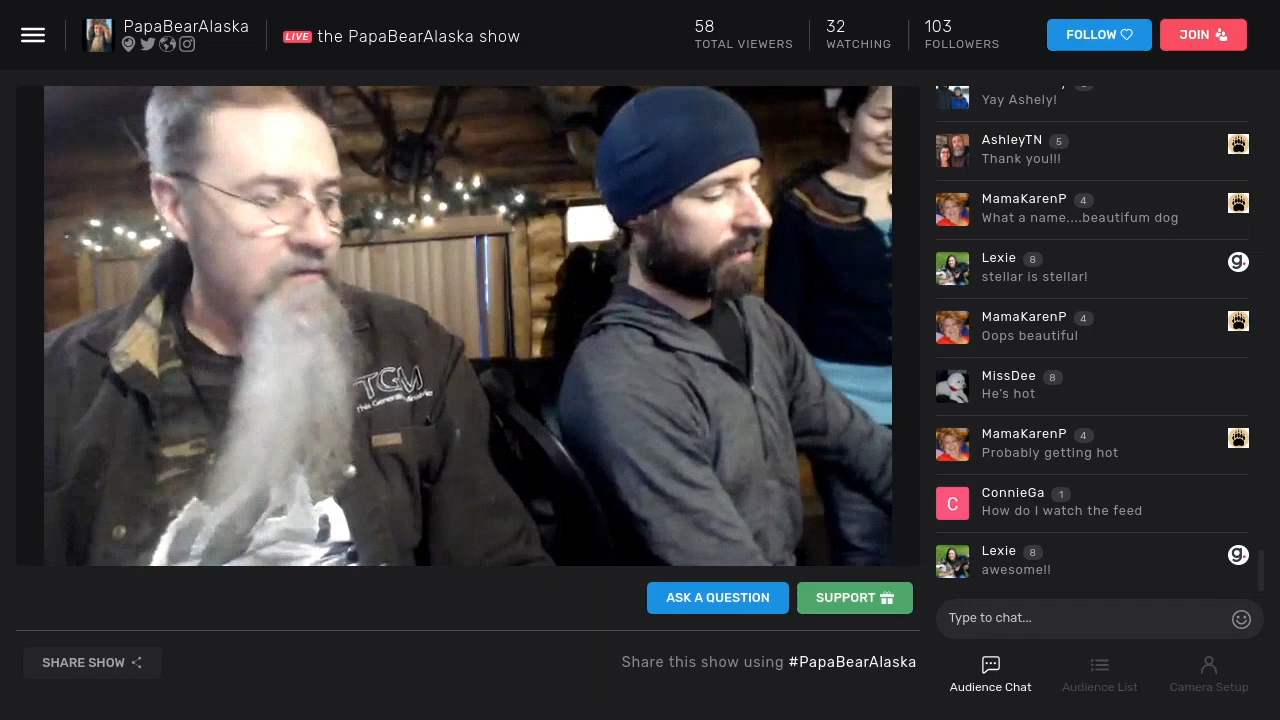 PapaBearAlaska
LIVE the PapaBearAlaska show
58
TOTAL VIEWERS
32
WATCHING
103
FOLLOWERS
FOLLOW
JOIN
TGM
This Generation Ministries
ASK A QUESTION
SUPPORT
SHARE SHOW
Share this show using #PapaBearAlaska
Yay Ashely!
AshleyTN 5
Thank you!!!
MamaKarenP 4
What a name....beautifum dog
Lexie 8
g.
stellar is stellar!
MamaKarenP 4
Oops beautiful
MissDee 8
He's hot
MamaKarenP 4
Probably getting hot
C
ConnieGa 1
How do I watch the feed
Lexie 8
g.
awesome!!
Type to chat...
Audience Chat
Audience List
Camera Setup